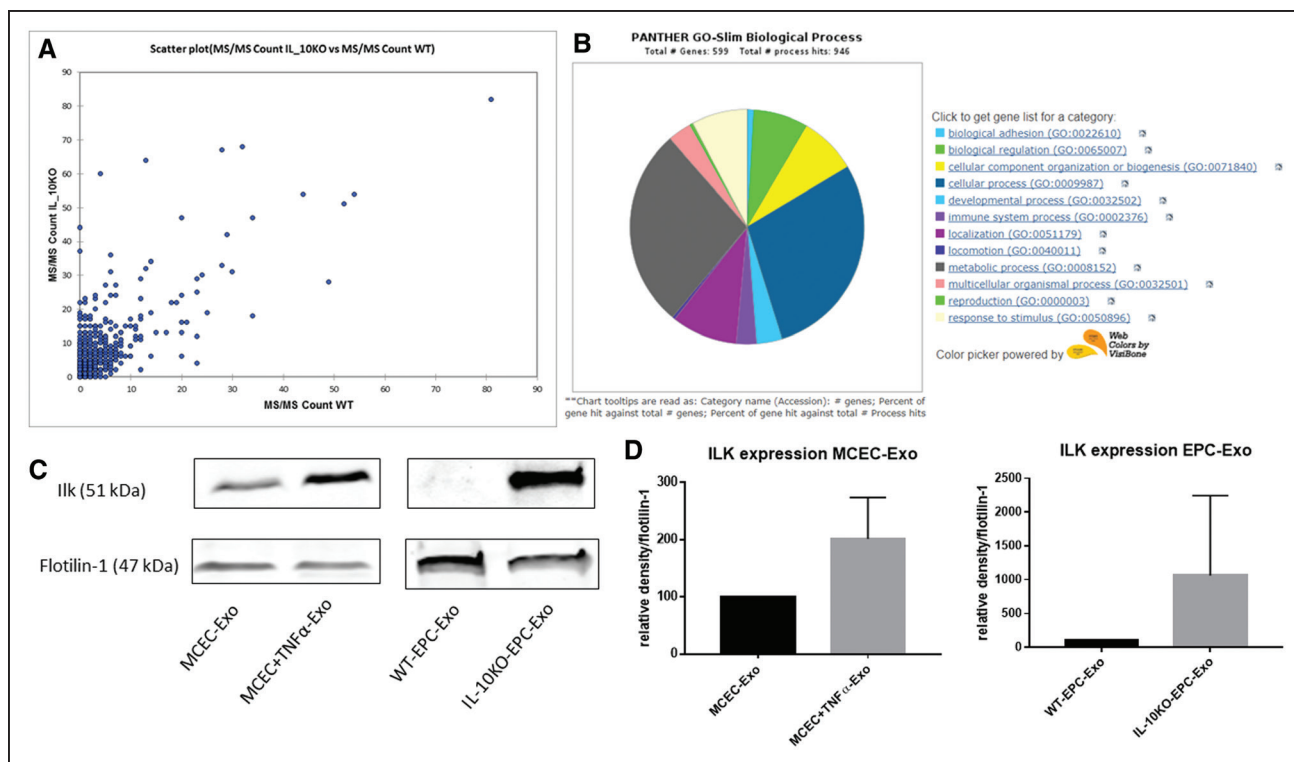 A
Scatter plot(MS/MS Count IL_10KO vs MS/MS Count WT)
MS/MS Count IL_10KO
90
80
70
60
50
40
30
20
10
0
0 10 20 30 40 50 60 70 80 90
MS/MS Count WT
B
PANTHER GO-Slim Biological Process
Total # Genes: 599 Total # process hits: 946
Click to get gene list for a category:
biological adhesion (GO:0022610)
biological regulation (GO:0065007)
cellular component organization or biogenesis (GO:0071840)
cellular process (GO:0009987)
developmental process (GO:0032502)
immune system process (GO:0002376)
localization (GO:0051179)
locomotion (GO:0040011)
metabolic process (GO:0008152)
multicellular organismal process (GO:0032501)
reproduction (GO:0000003)
response to stimulus (GO:0050896)
Color picker powered by
Web
Colors by
VisiBone
**Chart tooltips are read as: Category name (Accession): # genes; Percent of
gene hit against total # genes; Percent of gene hit against total # Process hits
C
Ilk (51 kDa)
Flotilin-1 (47 kDa)
MCEC-Exo
MCEC+TNFα-Exo
WT-EPC-Exo
IL-10KO-EPC-Exo
D
ILK expression MCEC-Exo
relative density/flotilin-1
300
200
100
0
MCEC-Exo
MCEC+TNFα-Exo
ILK expression EPC-Exo
relative density/flotilin-1
2500
2000
1500
1000
500
0
WT-EPC-Exo
IL-10KO-EPC-Exo